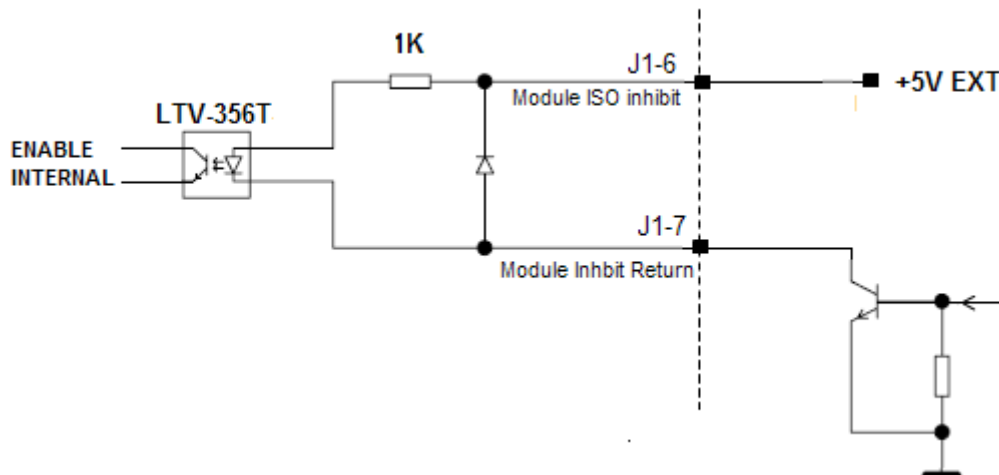 1K
J1-6
Module ISO inhibit
+5V EXT
LTV-356T
ENABLE
INTERNAL
J1-7
Module Inhbit Return